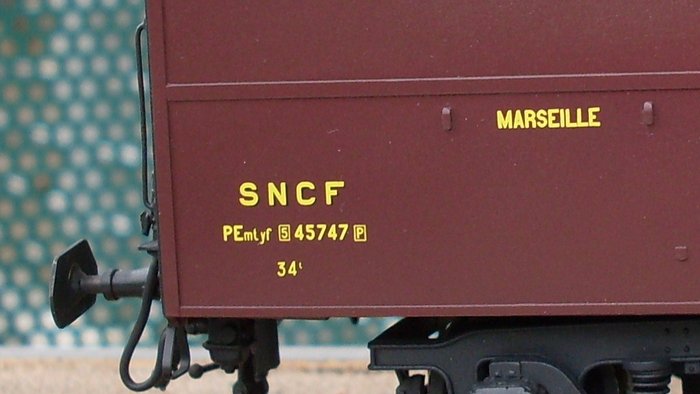 MARSEILLE
SNCF
PEmtyf S 45747 P
34t